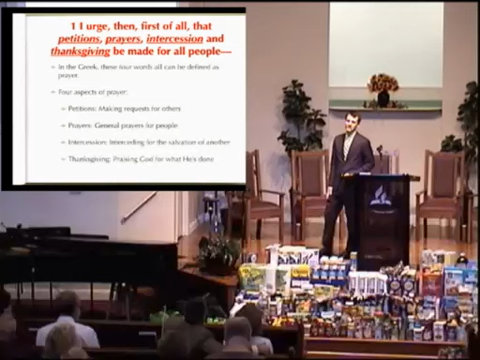 1 I urge, then, first of all, that
petitions, prayers, intercession and
thanksgiving be made for all people—
In the Greek, these four words all can be defined as
prayer.
Four aspects of prayer:
Petitions: Making requests for others
Prayers: General prayers for people
Intercession: Interceding for the salvation of another
Thanksgiving: Praising God for what He's done